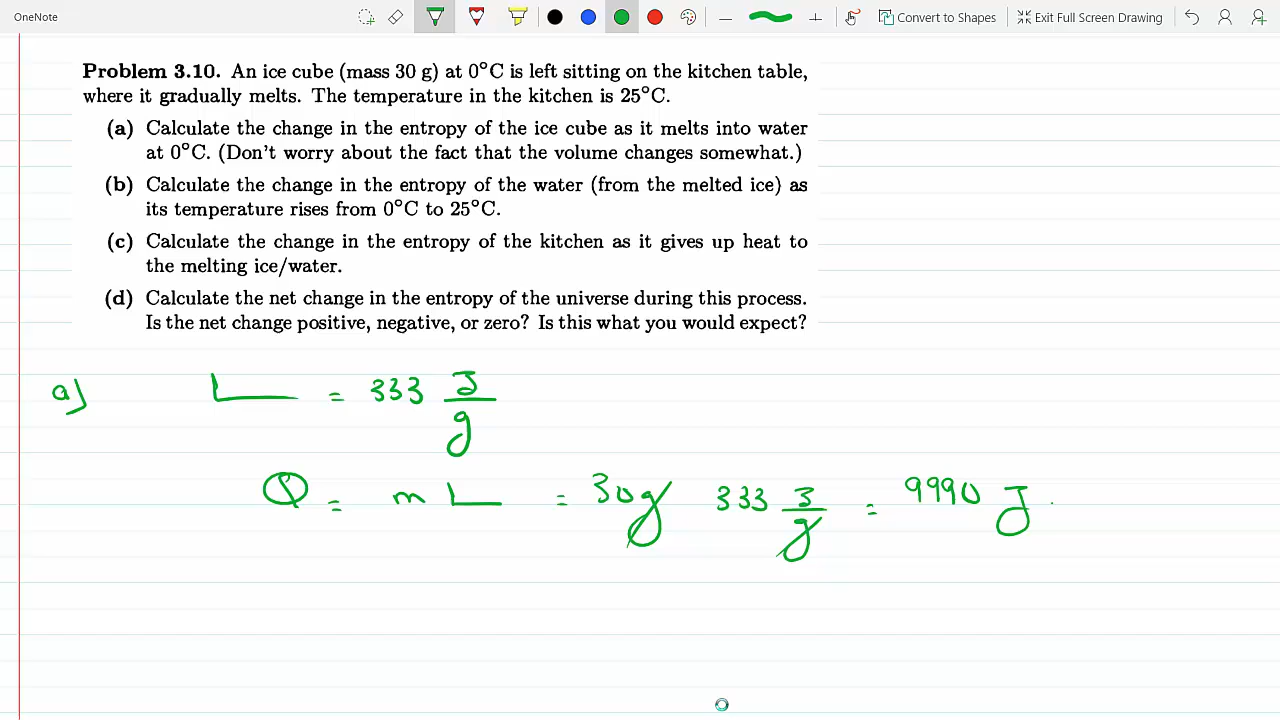 OneNote
Convert to Shapes
Exit Full Screen Drawing
Problem 3.10. An ice cube (mass 30 g) at 0°C is left sitting on the kitchen table,
where it gradually melts. The temperature in the kitchen is 25°C.
(a) Calculate the change in the entropy of the ice cube as it melts into water
at 0°C. (Don't worry about the fact that the volume changes somewhat.)
(b) Calculate the change in the entropy of the water (from the melted ice) as
its temperature rises from 0°C to 25°C.
(c) Calculate the change in the entropy of the kitchen as it gives up heat to
the melting ice/water.
(d) Calculate the net change in the entropy of the universe during this process.
Is the net change positive, negative, or zero? Is this what you would expect?
a) L = 333 J/g
Q = m L = 30g 333 J/g = 9990 J.